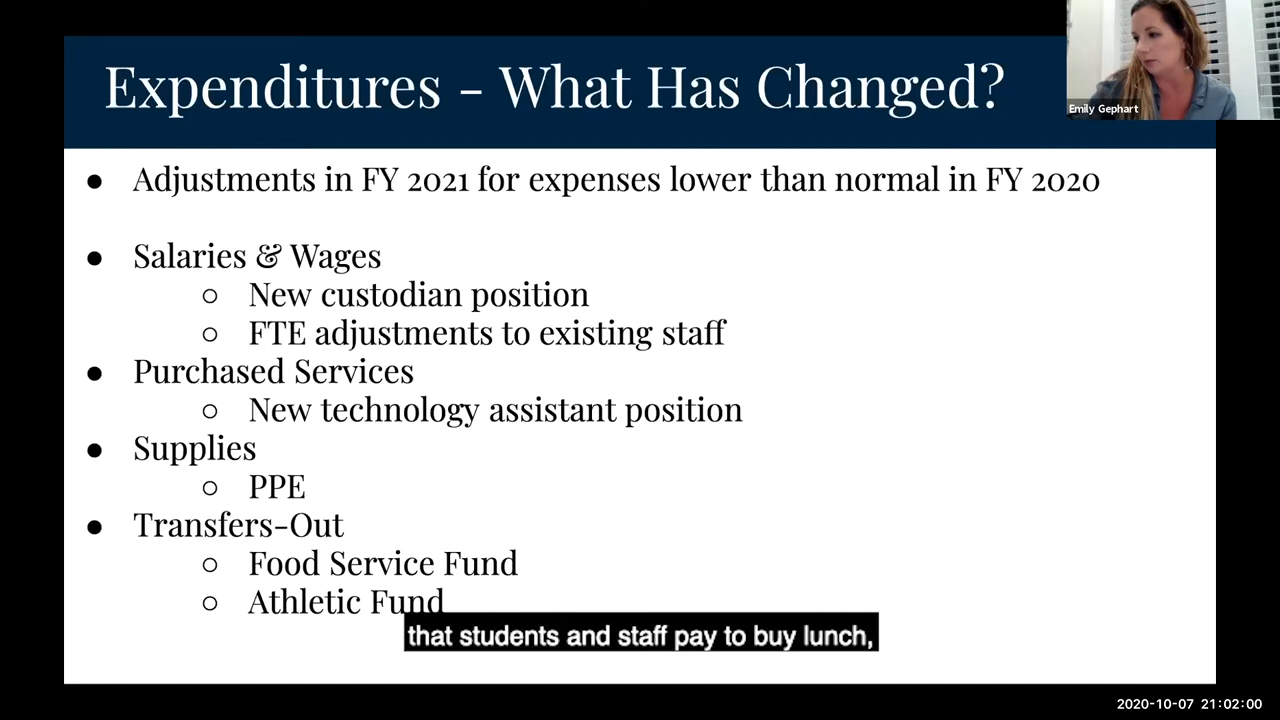 Expenditures - What Has Changed?
Emily Gephart
● Adjustments in FY 2021 for expenses lower than normal in FY 2020
● Salaries & Wages
○ New custodian position
○ FTE adjustments to existing staff
● Purchased Services
○ New technology assistant position
● Supplies
○ PPE
● Transfers-Out
○ Food Service Fund
○ Athletic Fund
that students and staff pay to buy lunch,
2020-10-07 21:02:00